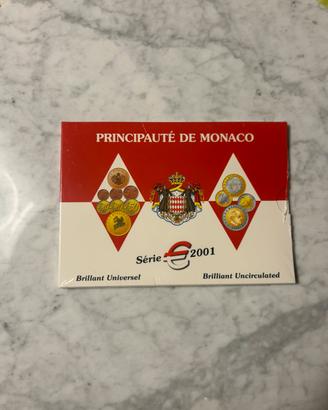 PRINCIPAUTÉ DE MONACO
Série € 2001
Brillant Universel
Brilliant Uncirculated